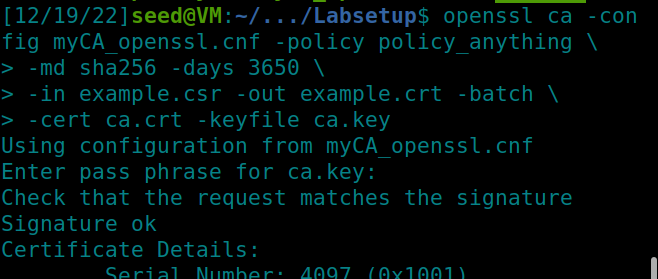 [12/19/22]seed@VM:~/.../Labsetup$ openssl ca -con
fig myCA_openssl.cnf -policy policy_anything \
> -md sha256 -days 3650 \
> -in example.csr -out example.crt -batch \
> -cert ca.crt -keyfile ca.key
Using configuration from myCA_openssl.cnf
Enter pass phrase for ca.key:
Check that the request matches the signature
Signature ok
Certificate Details:
Serial Number: 4097 (0x1001)